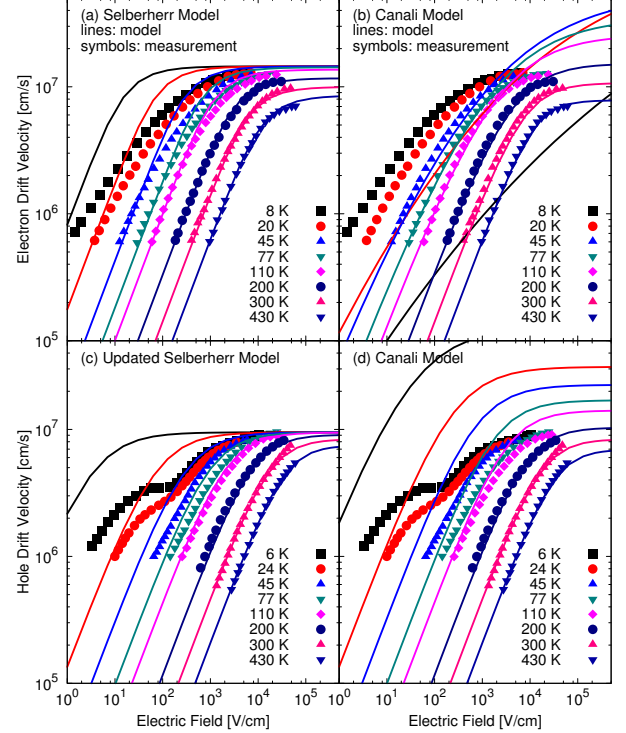 (a) Selberherr Model
lines: model
symbols: measurement
(b) Canali Model
lines: model
symbols: measurement
Electron Drift Velocity [cm/s]
10^7
10^6
10^5
8 K
20 K
45 K
77 K
110 K
200 K
300 K
430 K
8 K
20 K
45 K
77 K
110 K
200 K
300 K
430 K
(c) Updated Selberherr Model
(d) Canali Model
Hole Drift Velocity [cm/s]
10^7
10^6
10^5
6 K
24 K
45 K
77 K
110 K
200 K
300 K
430 K
6 K
24 K
45 K
77 K
110 K
200 K
300 K
430 K
10^0 10^1 10^2 10^3 10^4 10^5
10^1 10^2 10^3 10^4 10^5
Electric Field [V/cm]
Electric Field [V/cm]